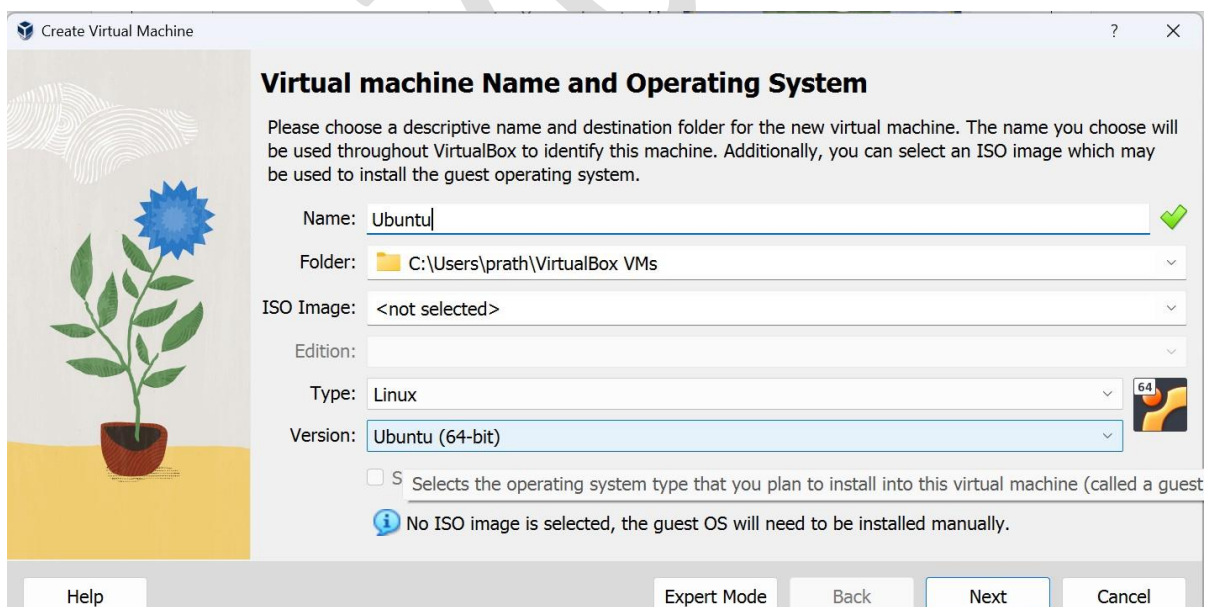 Create Virtual Machine
?
Virtual machine Name and Operating System
Please choose a descriptive name and destination folder for the new virtual machine. The name you choose will
be used throughout VirtualBox to identify this machine. Additionally, you can select an ISO image which may
be used to install the guest operating system.
Name: Ubuntu
Folder: C:\Users\prath\VirtualBox VMs
ISO Image: <not selected>
Edition:
Type: Linux
64
Version: Ubuntu (64-bit)
S
Selects the operating system type that you plan to install into this virtual machine (called a guest
No ISO image is selected, the guest OS will need to be installed manually.
Help Expert Mode Back Next Cancel